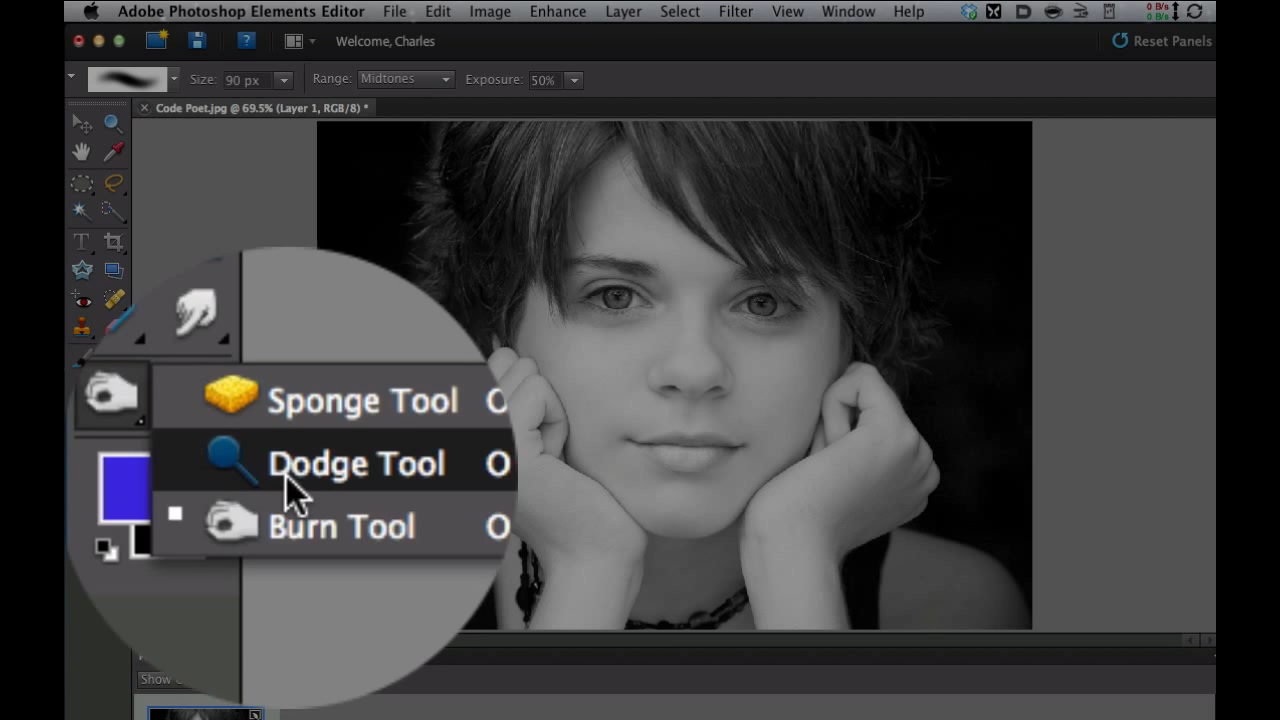 Adobe Photoshop Elements Editor File Edit Image Enhance Layer Select Filter View Window Help 0 B/s
0 B/s
Welcome, Charles Reset Panels
Size: 90 px Range: Midtones Exposure: 50%
Code Poet.jpg @ 69.5% (Layer 1, RGB/8) *
Sponge Tool O
Dodge Tool O
Burn Tool O
Show